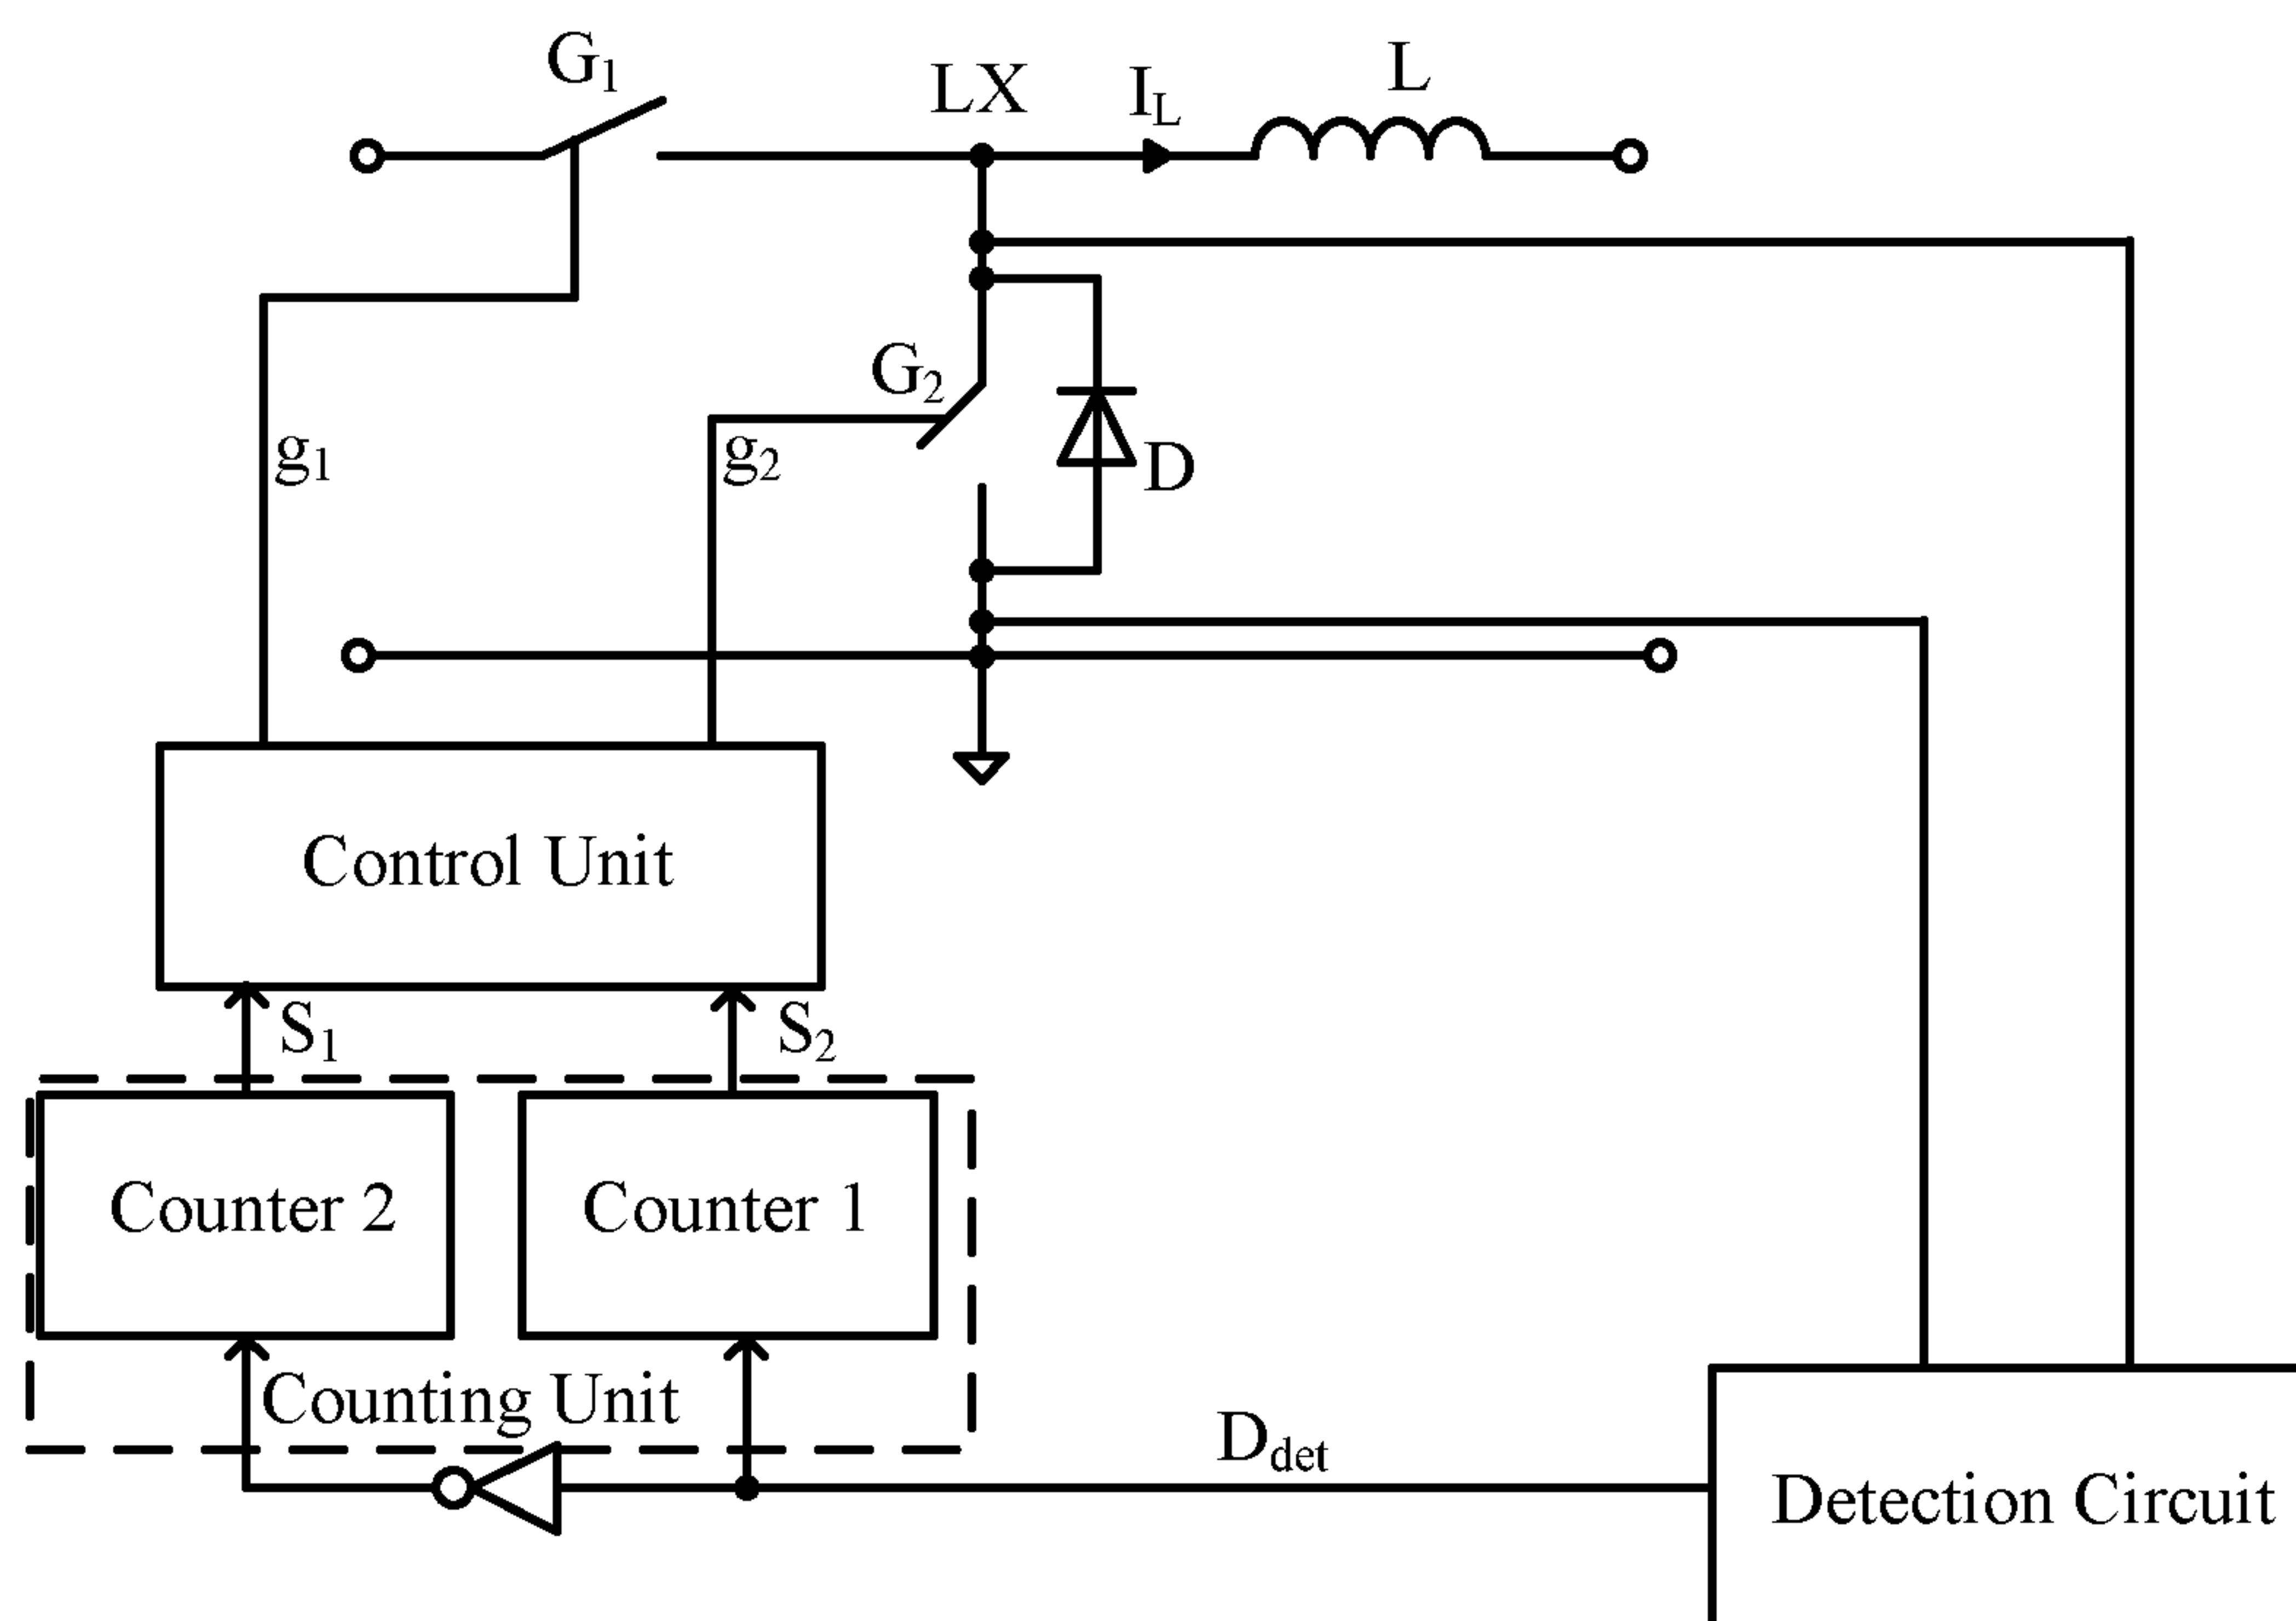 G1
LX
IL
L
G2
g1
g2
D
Control Unit
S1
S2
Counter 2
Counter 1
Counting Unit
Ddet
Detection Circuit